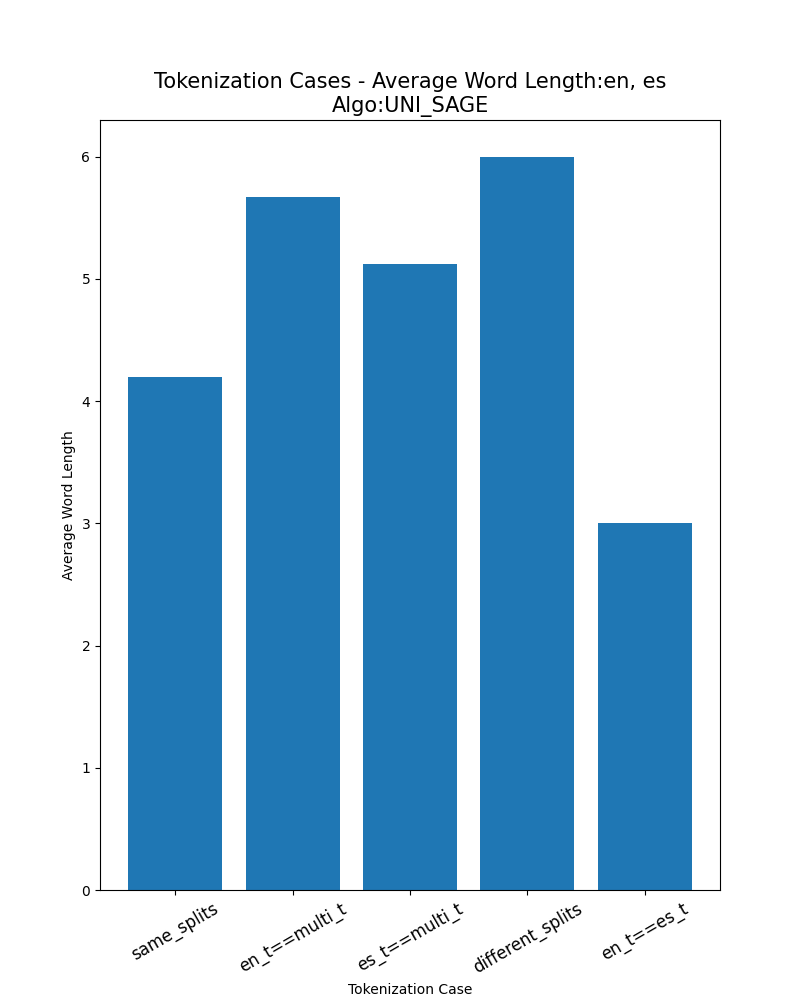 Tokenization Cases - Average Word Length:en, es
Algo:UNI_SAGE
Average Word Length
6
5
4
3
2
1
0
same_splits
en_t==multi_t
es_t==multi_t
different_splits
en_t==es_t
Tokenization Case